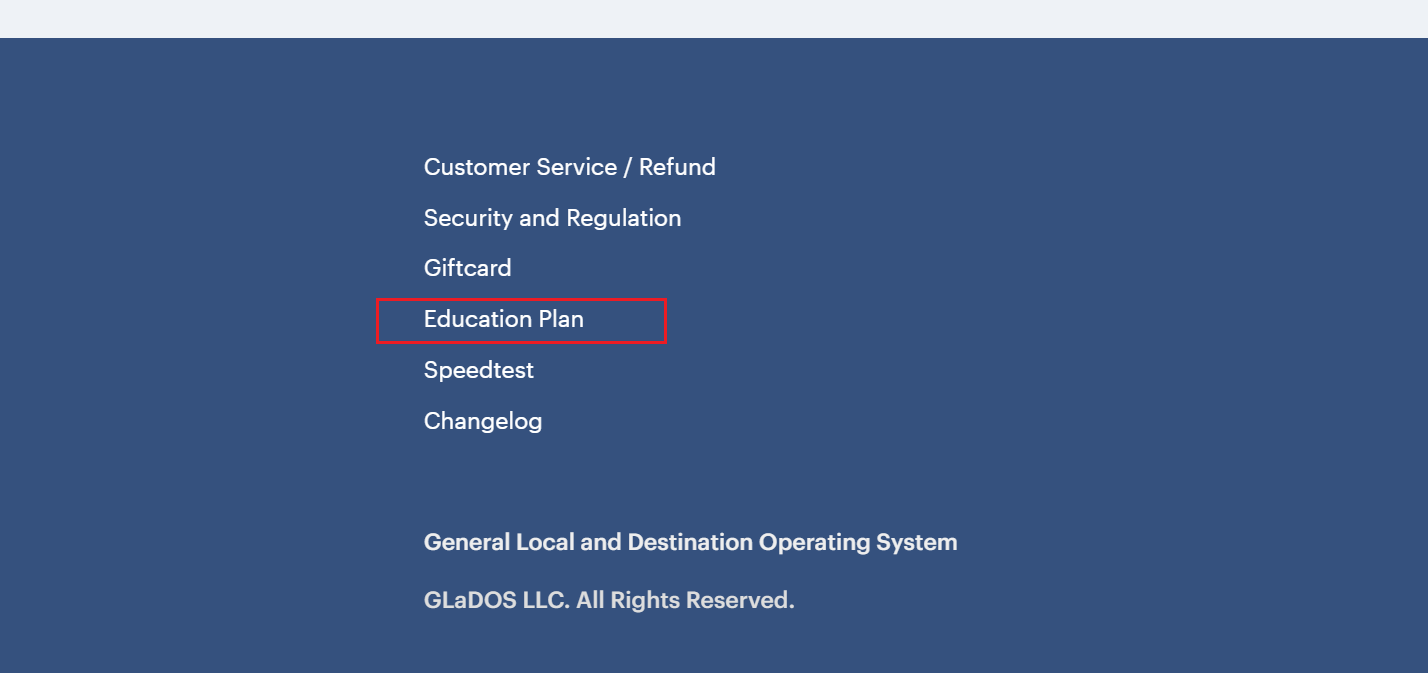 Customer Service / Refund
Security and Regulation
Giftcard
Education Plan
Speedtest
Changelog
General Local and Destination Operating System
GLaDOS LLC. All Rights Reserved.